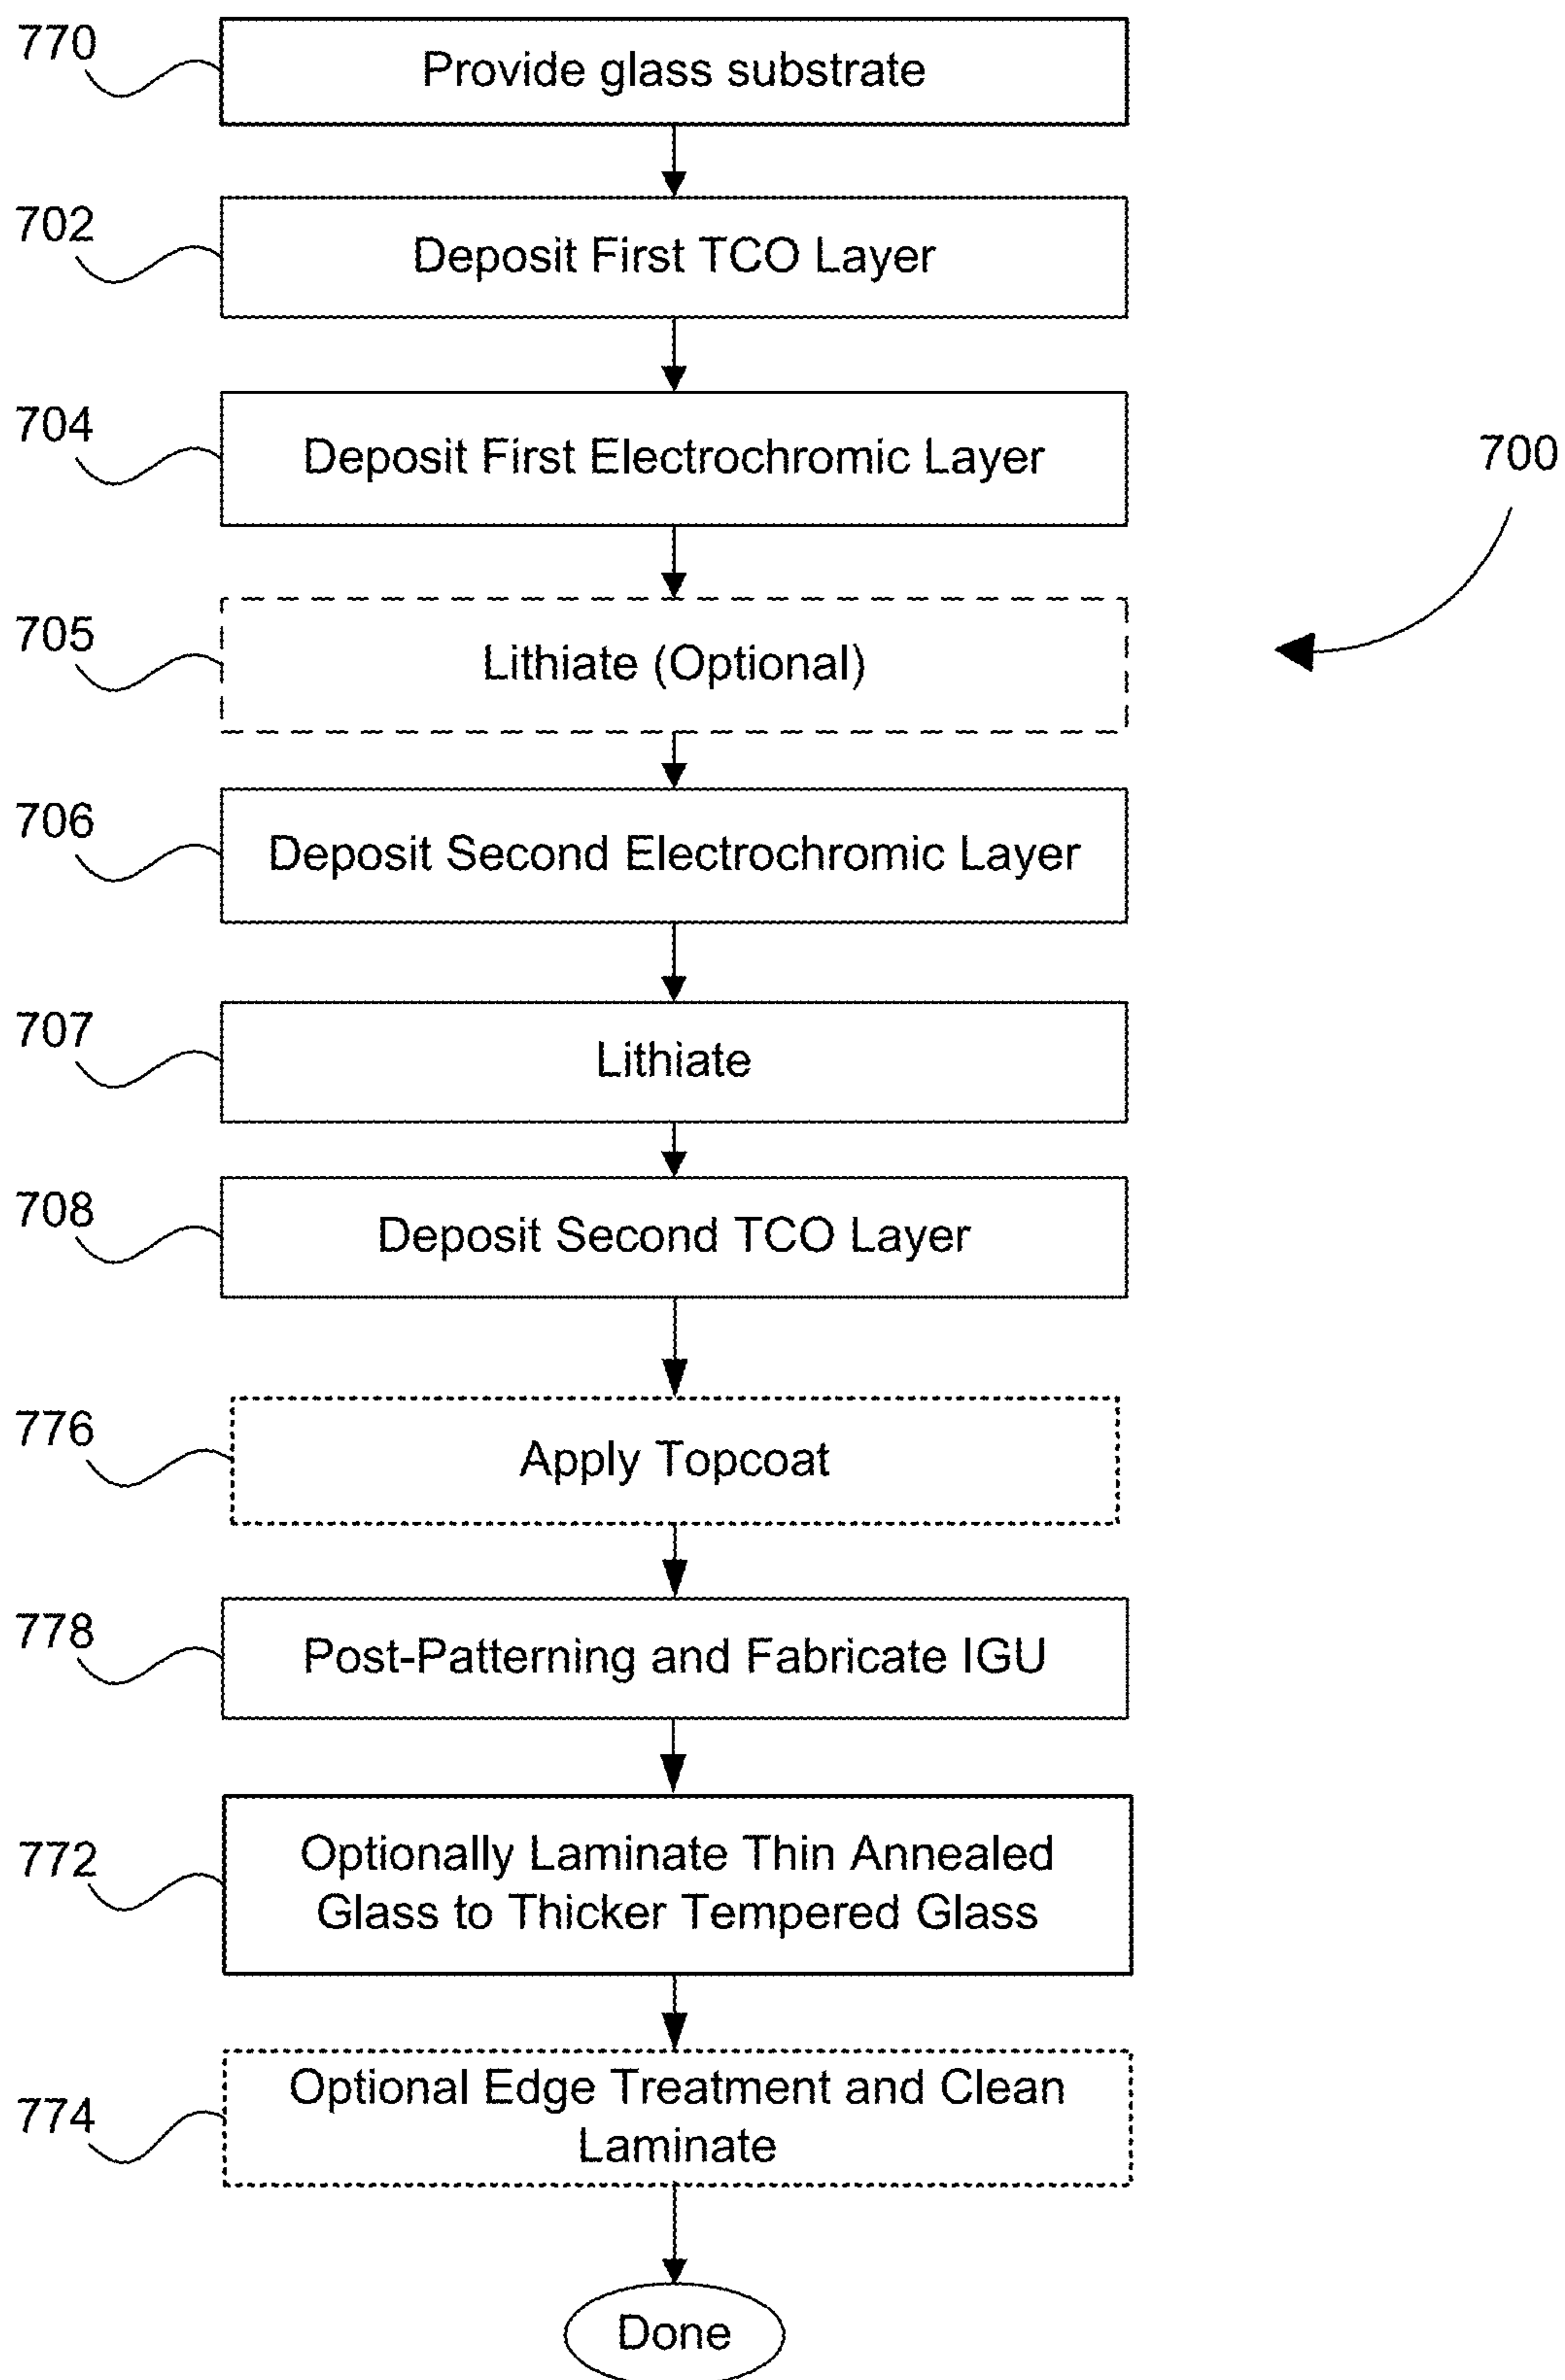 770
Provide glass substrate
702
Deposit First TCO Layer
704
Deposit First Electrochromic Layer
700
705
Lithiate (Optional)
706
Deposit Second Electrochromic Layer
707
Lithiate
708
Deposit Second TCO Layer
776
Apply Topcoat
778
Post-Patterning and Fabricate IGU
772
Optionally Laminate Thin Annealed
Glass to Thicker Tempered Glass
774
Optional Edge Treatment and Clean
Laminate
Done